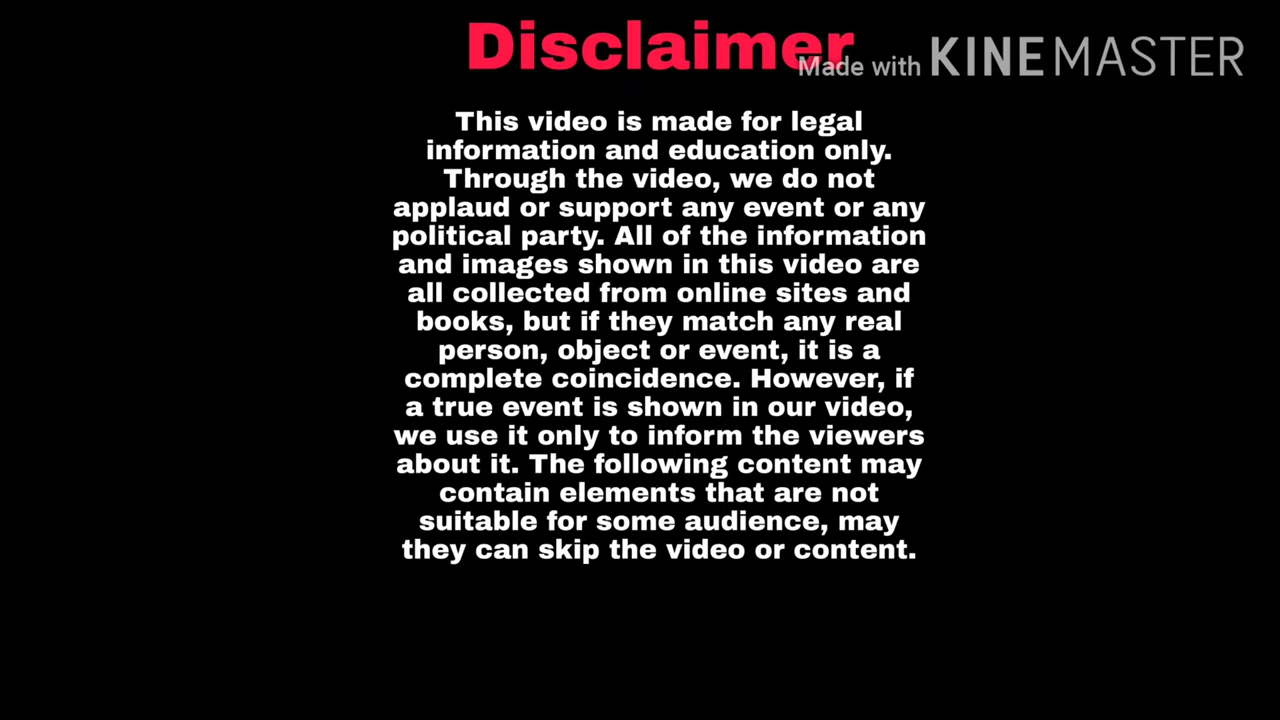 Disclaimer
Made with KINEMASTER
This video is made for legal
information and education only.
Through the video, we do not
applaud or support any event or any
political party. All of the information
and images shown in this video are
all collected from online sites and
books, but if they match any real
person, object or event, it is a
complete coincidence. However, if
a true event is shown in our video,
we use it only to inform the viewers
about it. The following content may
contain elements that are not
suitable for some audience, may
they can skip the video or content.